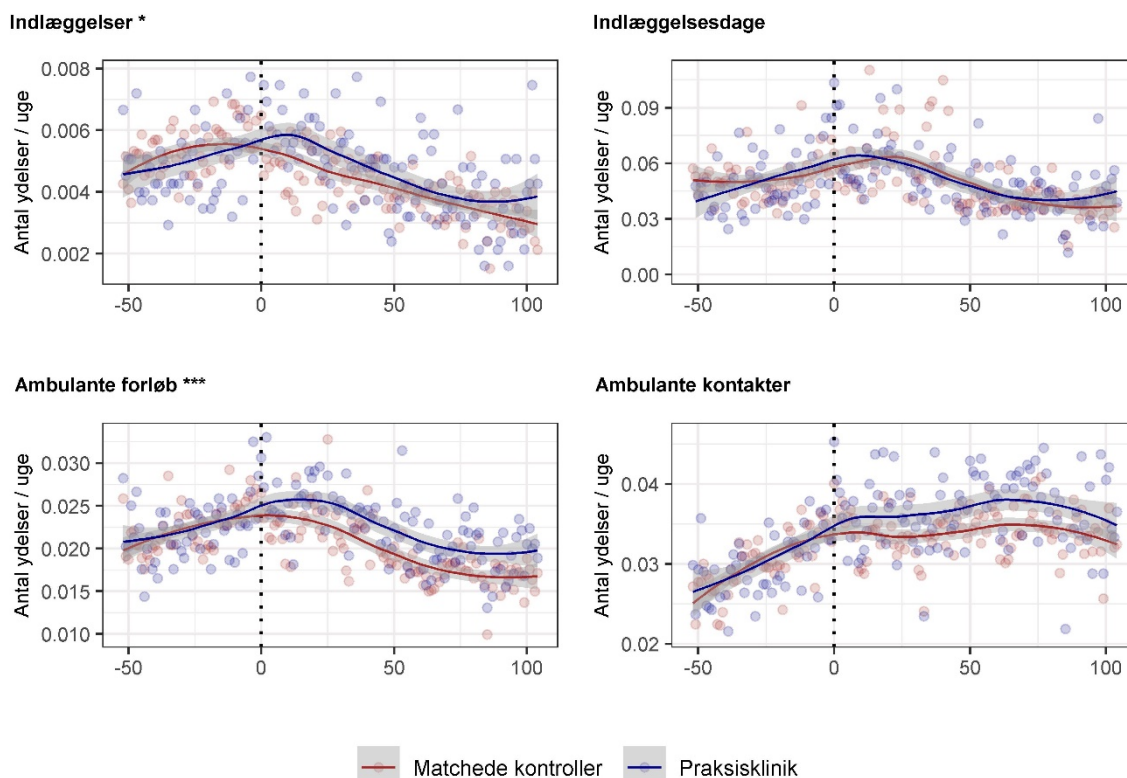 Indlæggelser *
Indlæggelsesdage
Antal ydelser / uge
0.008
0.006
0.004
0.002
-50 0 50 100
Antal ydelser / uge
0.09
0.06
0.03
0.00
-50 0 50 100
Ambulante forløb ***
Ambulante kontakter
Antal ydelser / uge
0.030
0.025
0.020
0.015
0.010
-50 0 50 100
Antal ydelser / uge
0.04
0.03
0.02
-50 0 50 100
Matchede kontroller Praksisklinik